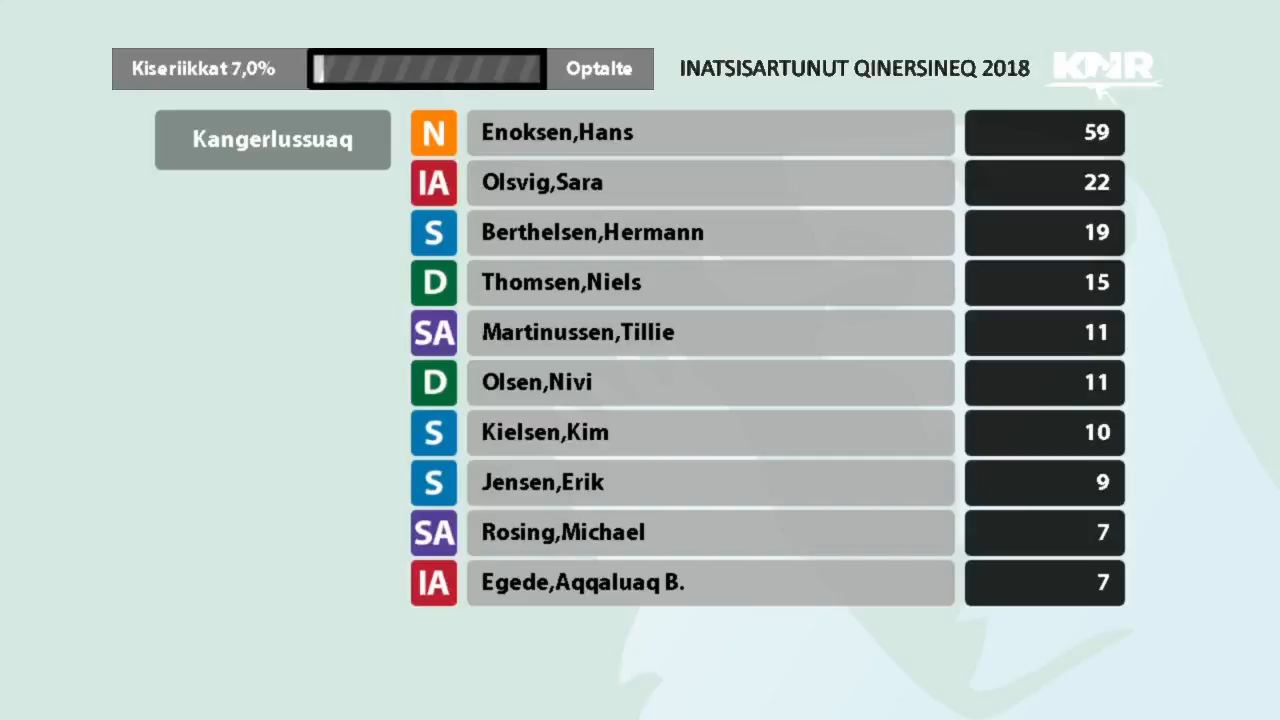 Kiseriikkat 7,0% Optalte INATSISARTUNUT QINERSINEQ 2018 KNR
Kangerlussuaq
N Enoksen,Hans 59
IA Olsvig,Sara 22
S Berthelsen,Hermann 19
D Thomsen,Niels 15
SA Martinussen,Tillie 11
D Olsen,Nivi 11
S Kielsen,Kim 10
S Jensen,Erik 9
SA Rosing,Michael 7
IA Egede,Aqqaluaq B. 7